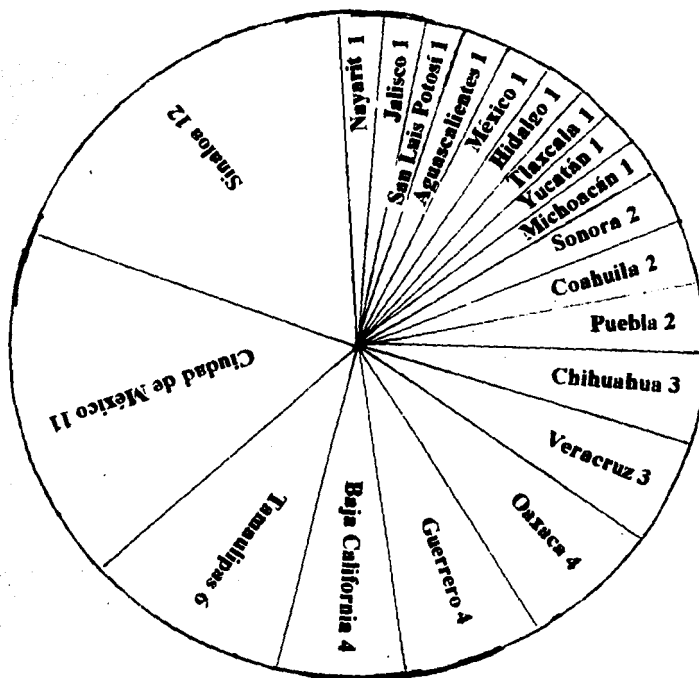 Nayarit 1
Jalisco 1
San Luis Potosí 1
Aguascalientes 1
México 1
Hidalgo 1
Tlaxcala 1
Yucatán 1
Michoacán 1
Sonora 2
Coahuila 2
Puebla 2
Chihuahua 3
Veracruz 3
Oaxaca 4
Guerrero 4
Baja California 4
Tamaulipas 6
Ciudad de México 11
Sinaloa 12